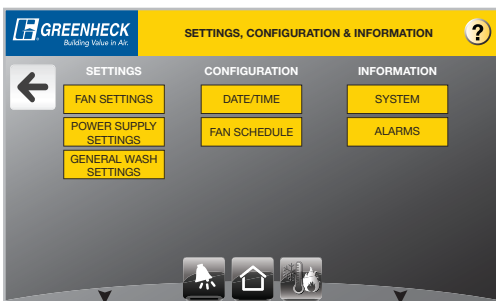 GREENHECK
Building Value in Air.
SETTINGS, CONFIGURATION & INFORMATION
?
SETTINGS
CONFIGURATION
INFORMATION
FAN SETTINGS
DATE/TIME
SYSTEM
POWER SUPPLY
SETTINGS
FAN SCHEDULE
ALARMS
GENERAL WASH
SETTINGS